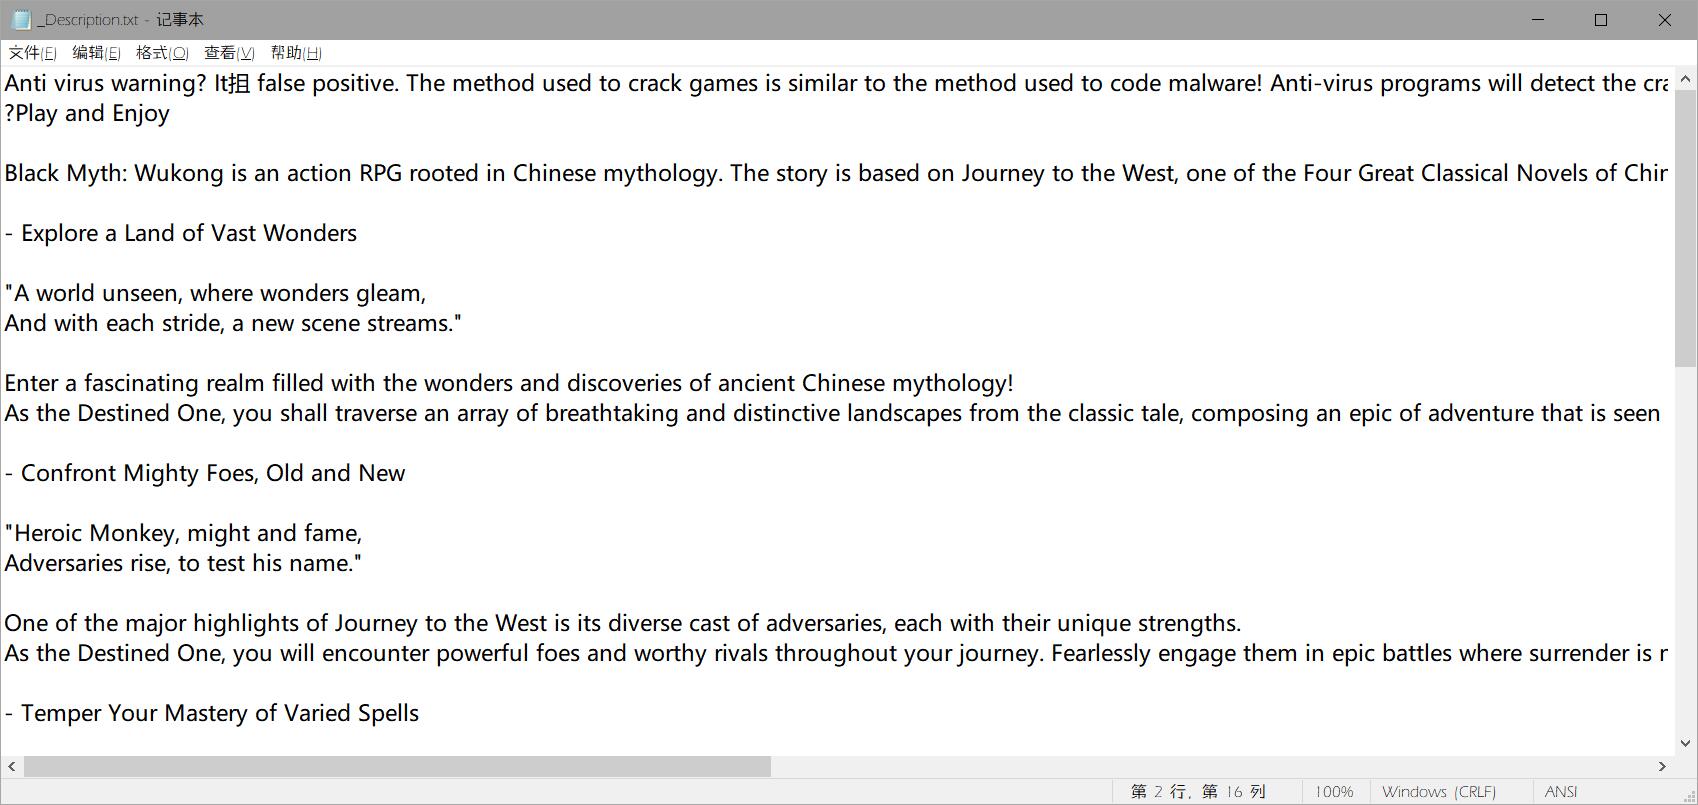 _Description.txt - 记事本
文件(F) 编辑(E) 格式(O) 查看(V) 帮助(H)
Anti virus warning? It抯 false positive. The method used to crack games is similar to the method used to code malware! Anti-virus programs will detect the cra
?Play and Enjoy
Black Myth: Wukong is an action RPG rooted in Chinese mythology. The story is based on Journey to the West, one of the Four Great Classical Novels of Chin
- Explore a Land of Vast Wonders
"A world unseen, where wonders gleam,
And with each stride, a new scene streams."
Enter a fascinating realm filled with the wonders and discoveries of ancient Chinese mythology!
As the Destined One, you shall traverse an array of breathtaking and distinctive landscapes from the classic tale, composing an epic of adventure that is seen
- Confront Mighty Foes, Old and New
"Heroic Monkey, might and fame,
Adversaries rise, to test his name."
One of the major highlights of Journey to the West is its diverse cast of adversaries, each with their unique strengths.
As the Destined One, you will encounter powerful foes and worthy rivals throughout your journey. Fearlessly engage them in epic battles where surrender is
- Temper Your Mastery of Varied Spells
第 2 行，第 16 列 100% Windows (CRLF) ANSI